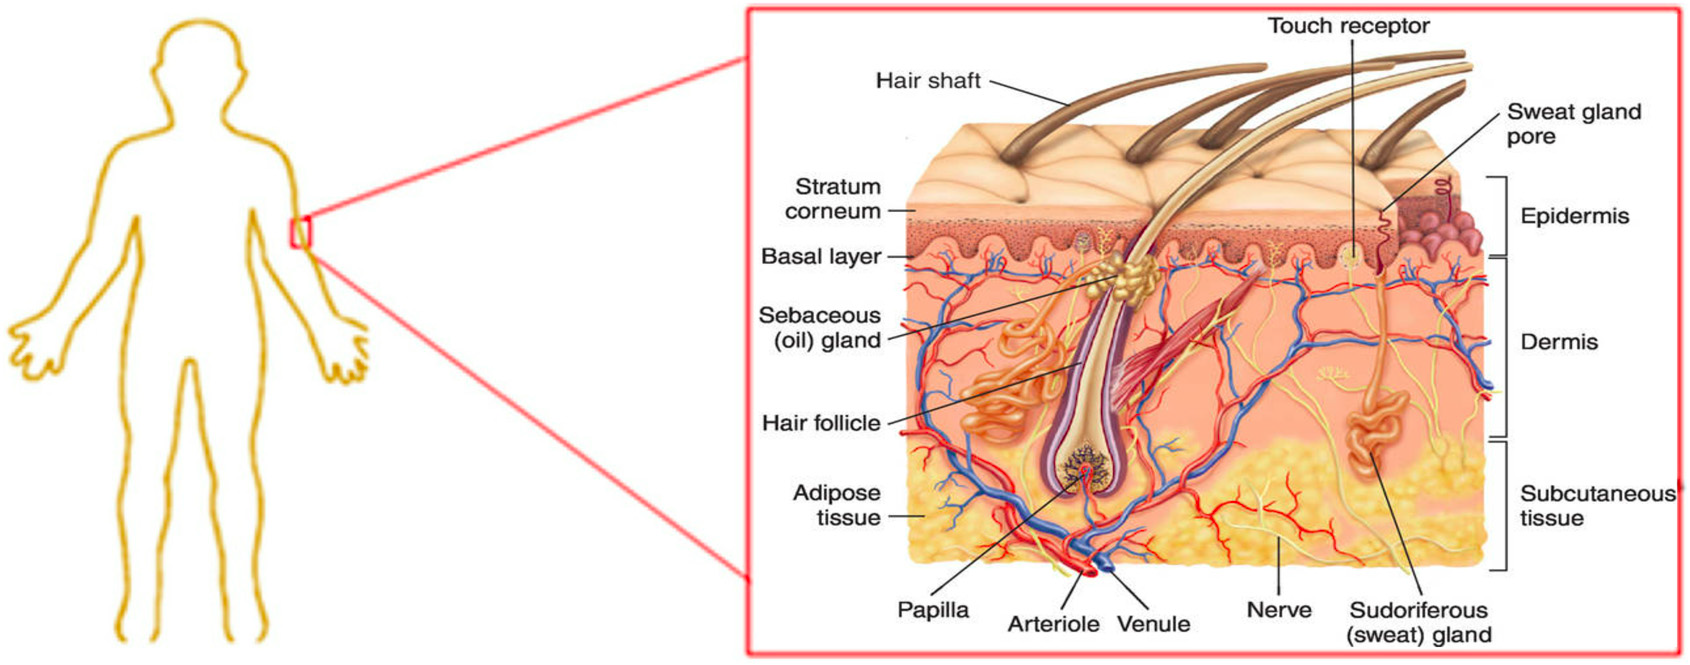 Touch receptor
Hair shaft
Sweat gland
pore
Stratum
corneum
Epidermis
Basal layer
Sebaceous
(oil) gland
Dermis
Hair follicle
Adipose
tissue
Subcutaneous
tissue
Papilla
Arteriole
Venule
Nerve
Sudoriferous
(sweat) gland